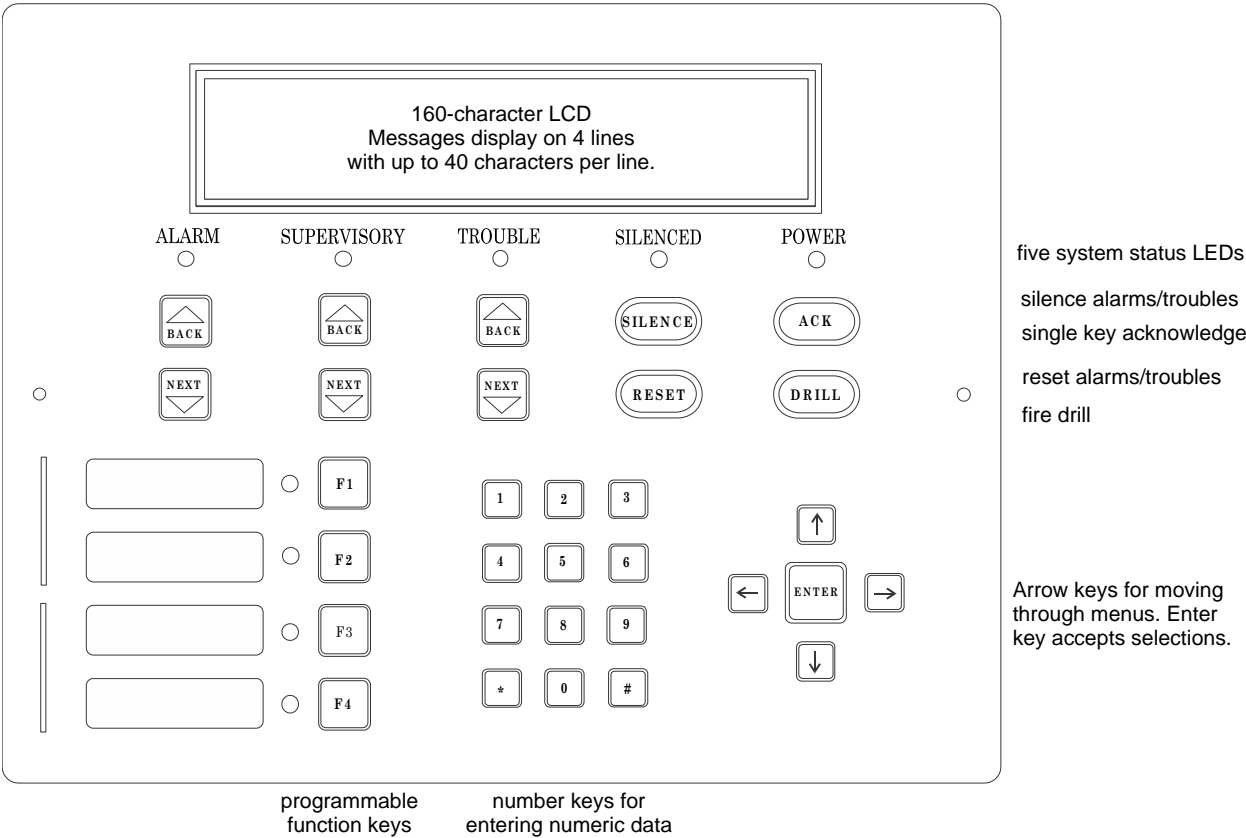 160-character LCD
Messages display on 4 lines
with up to 40 characters per line.
ALARM SUPERVISORY TROUBLE SILENCED POWER
five system status LEDs
BACK BACK BACK SILENCE ACK
silence alarms/troubles
single key acknowledge
NEXT NEXT NEXT RESET DRILL
reset alarms/troubles
fire drill
F1
1 2 3
F2
4 5 6
ENTER
Arrow keys for moving
through menus. Enter
key accepts selections.
F3
7 8 9
F4
* 0 #
programmable
function keys
number keys for
entering numeric data